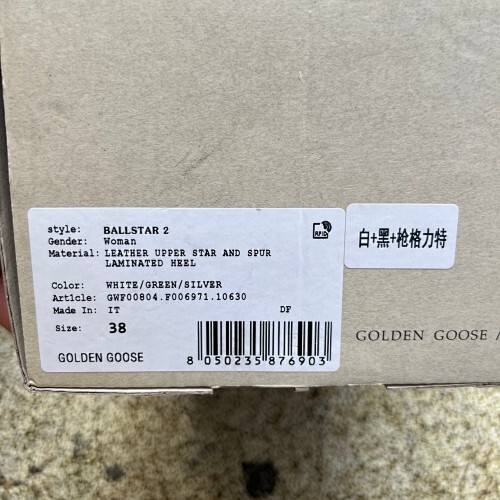 style: BALLSTAR 2
Gender: Woman
Material: LEATHER UPPER STAR AND SPUR
LAMINATED HEEL
Color: WHITE/GREEN/SILVER
Article: GWF00804.F006971.10630
Made In: IT DF
Size: 38
GOLDEN GOOSE
8 050235 876903
RFID
白+黑+枪格力特
GOLDEN GOOSE